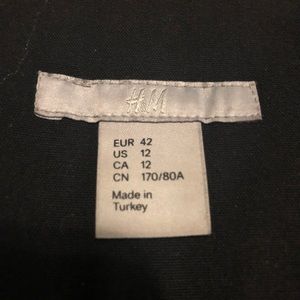 H&M
EUR 42
US 12
CA 12
CN 170/80A
Made in
Turkey